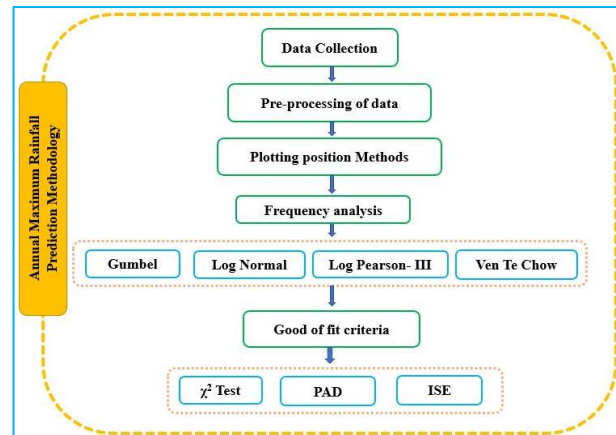 Annual Maximum Rainfall
Prediction Methodology
Data Collection
Pre-processing of data
Plotting position Methods
Frequency analysis
Gumbel
Log Normal
Log Pearson- III
Ven Te Chow
Good of fit criteria
χ² Test
PAD
ISE